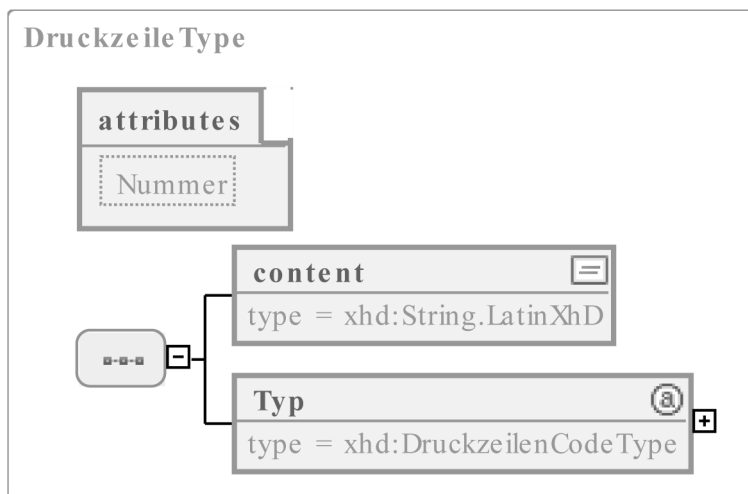 DruckzeileType
attributes
Nummer
content
type = xhd:String.LatinXhD
Typ
a
type = xhd:DruckzeilenCodeType